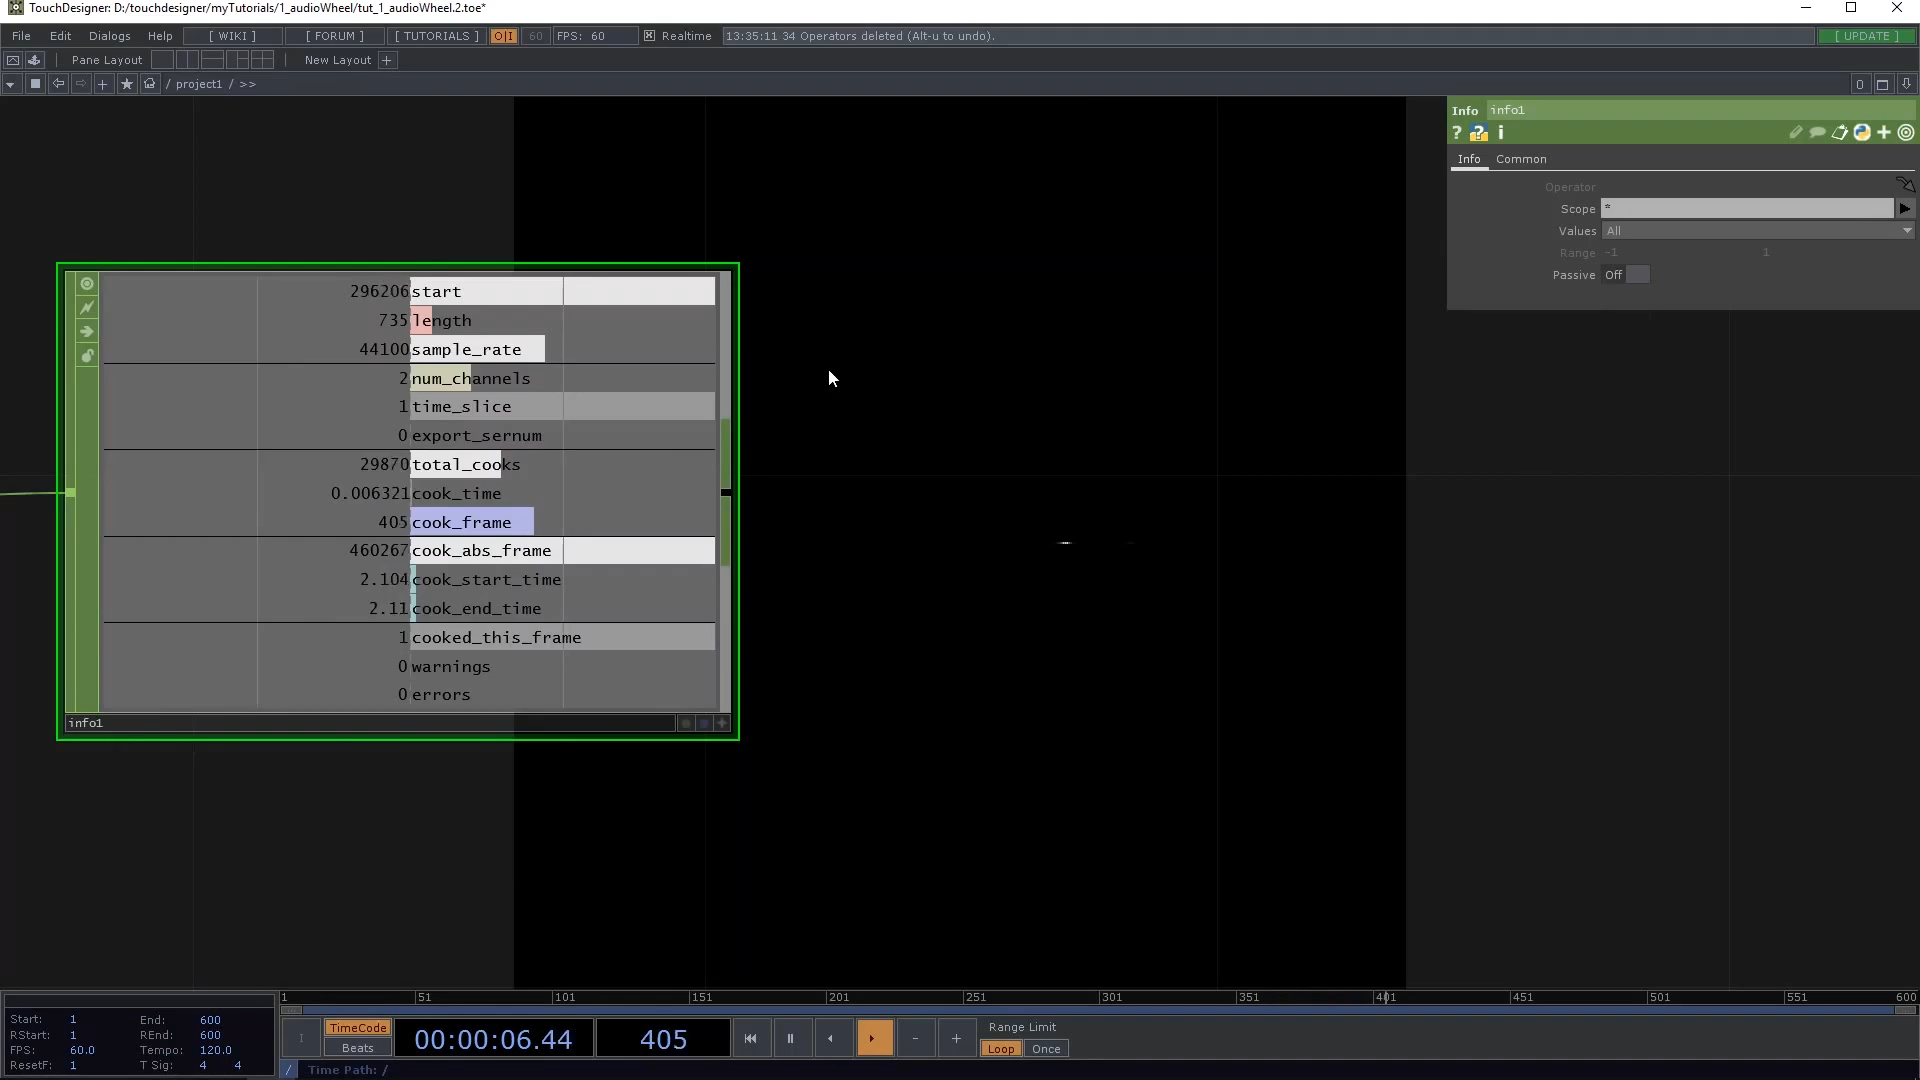 TouchDesigner: D:/touchdesigner/myTutorials/1_audioWheel/tut_1_audioWheel.2.toe*
File Edit Dialogs Help [ WIKI ] [ FORUM ] [ TUTORIALS ] O|I 60 FPS: 60 Realtime 13:35:11 34 Operators deleted (Alt-u to undo). [ UPDATE ]
Pane Layout New Layout +
/ project1 / >> 0
Info info1
? ? i
Info Common
Operator
Scope *
Values All
Range -1 1
Passive Off
296206 start
735 length
44100 sample_rate
2 num_channels
1 time_slice
0 export_sernum
29870 total_cooks
0.006321 cook_time
405 cook_frame
460267 cook_abs_frame
2.104 cook_start_time
2.11 cook_end_time
1 cooked_this_frame
0 warnings
0 errors
info1
1 51 101 151 201 251 301 351 401 451 501 551 600
Start: 1 End: 600
RStart: 1 REnd: 600
FPS: 60.0 Tempo: 120.0
ResetF: 1 T Sig: 4 4
I TimeCode 00:00:06.44 405 - + Range Limit
Beats Loop Once
/ Time Path: /